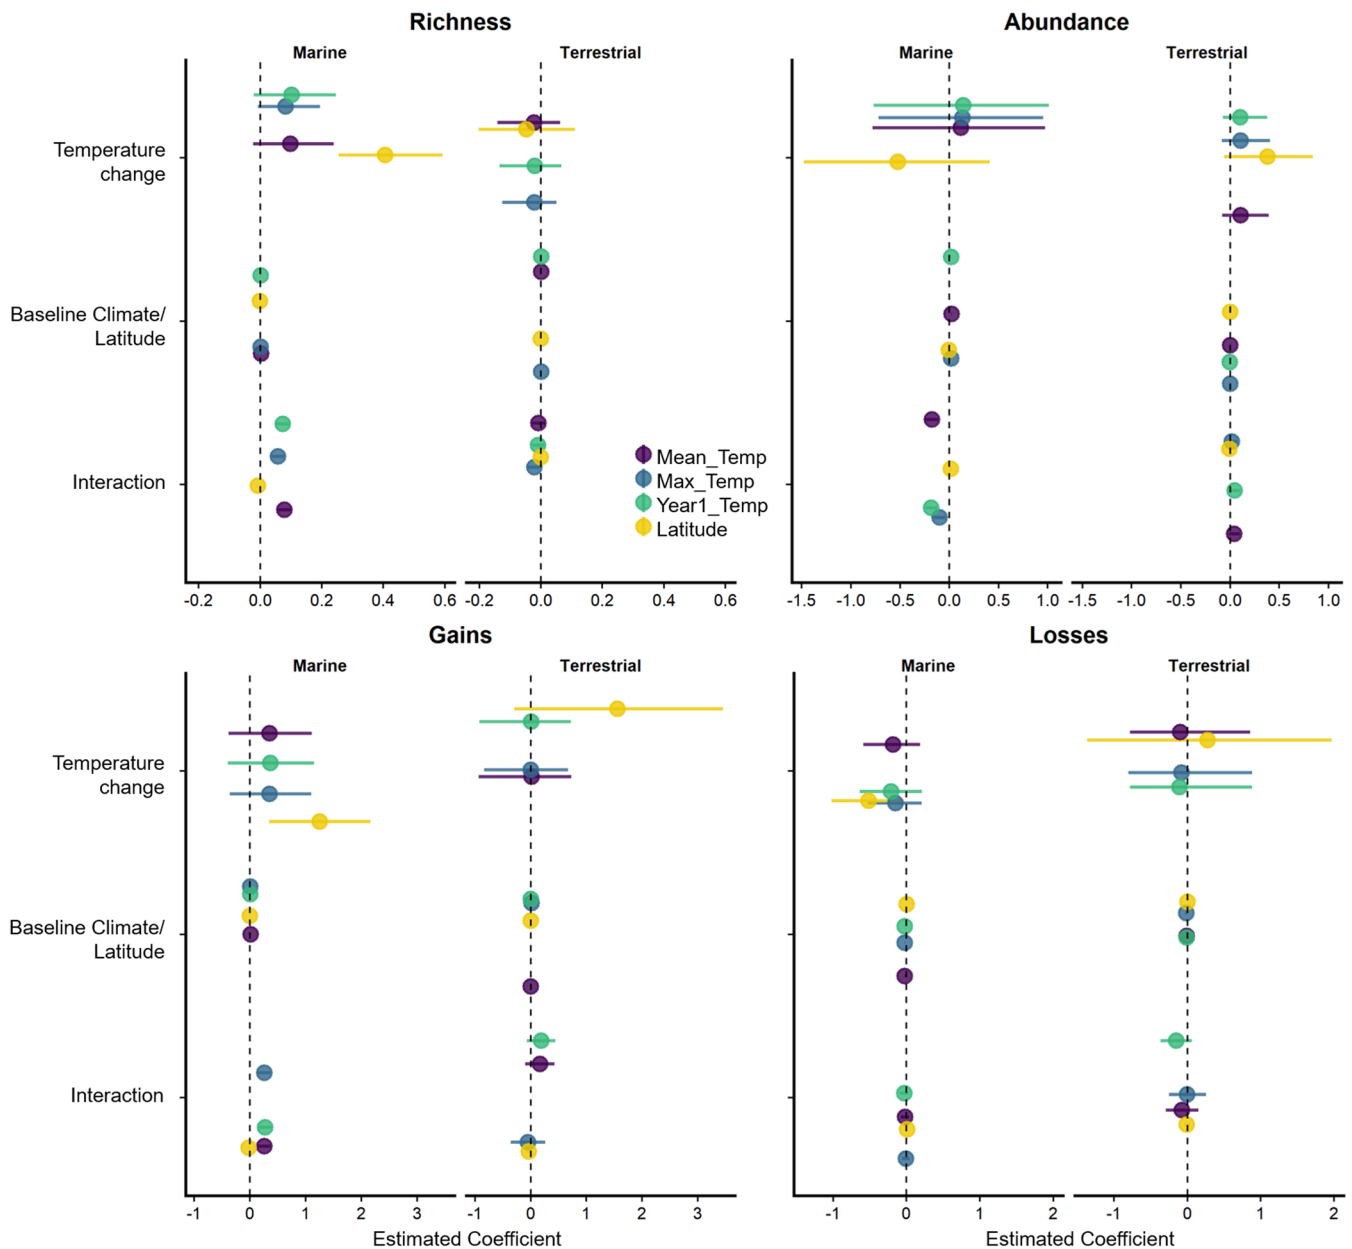 Richness
Marine
Terrestrial
Temperature
change
Baseline Climate/
Latitude
Interaction
Mean_Temp
Max_Temp
Year1_Temp
Latitude
-0.2 0.0 0.2 0.4 0.6
-0.2 0.0 0.2 0.4 0.6
Abundance
Marine
Terrestrial
-1.5 -1.0 -0.5 0.0 0.5 1.0
-1.5 -1.0 -0.5 0.0 0.5 1.0
Gains
Marine
Terrestrial
Temperature
change
Baseline Climate/
Latitude
Interaction
-1 0 1 2 3
-1 0 1 2 3
Estimated Coefficient
Losses
Marine
Terrestrial
-1 0 1 2
-1 0 1 2
Estimated Coefficient